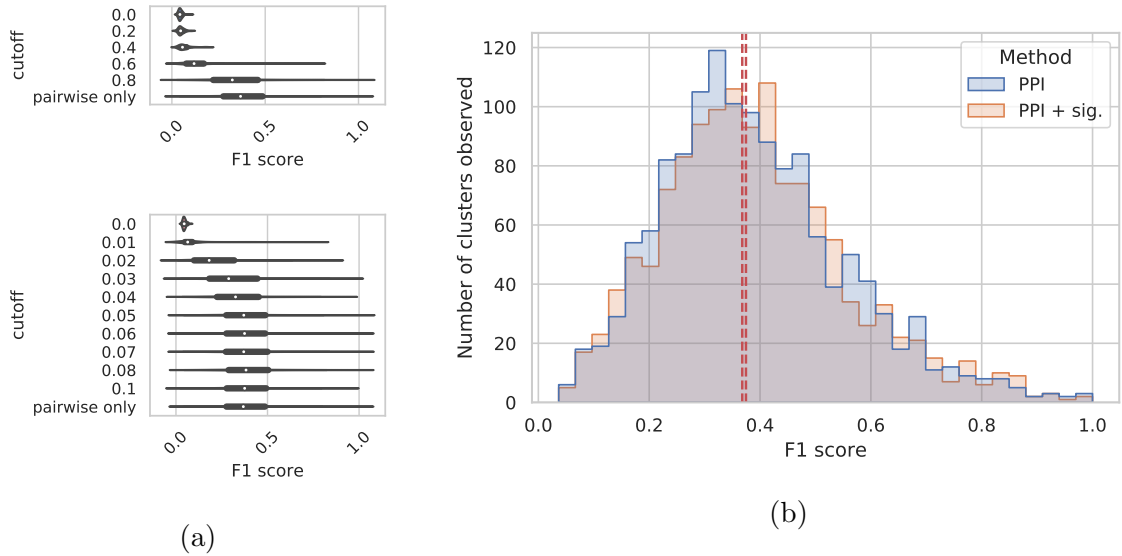 cutoff
0.0
0.2
0.4
0.6
0.8
pairwise only
0.0
0.5
1.0
F1 score
cutoff
0.0
0.01
0.02
0.03
0.04
0.05
0.06
0.07
0.08
0.1
pairwise only
0.0
0.5
1.0
F1 score
(a)
Number of clusters observed
120
100
80
60
40
20
0
0.0
0.2
0.4
0.6
0.8
1.0
F1 score
Method
PPI
PPI + sig.
(b)